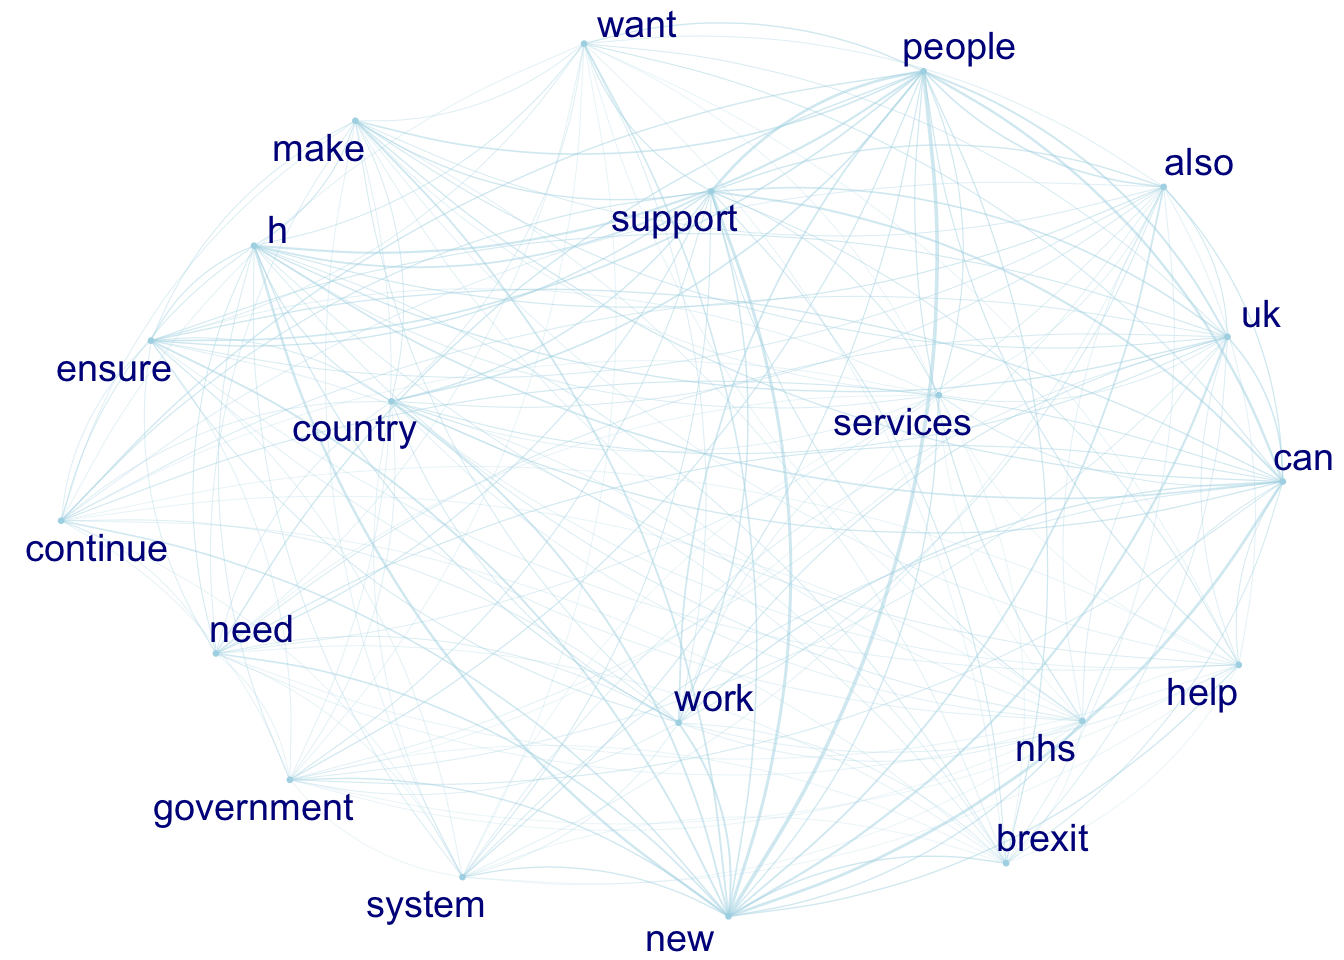 want
people
make
also
support
h
uk
ensure
country
services
can
continue
need
work
help
nhs
government
brexit
system
new